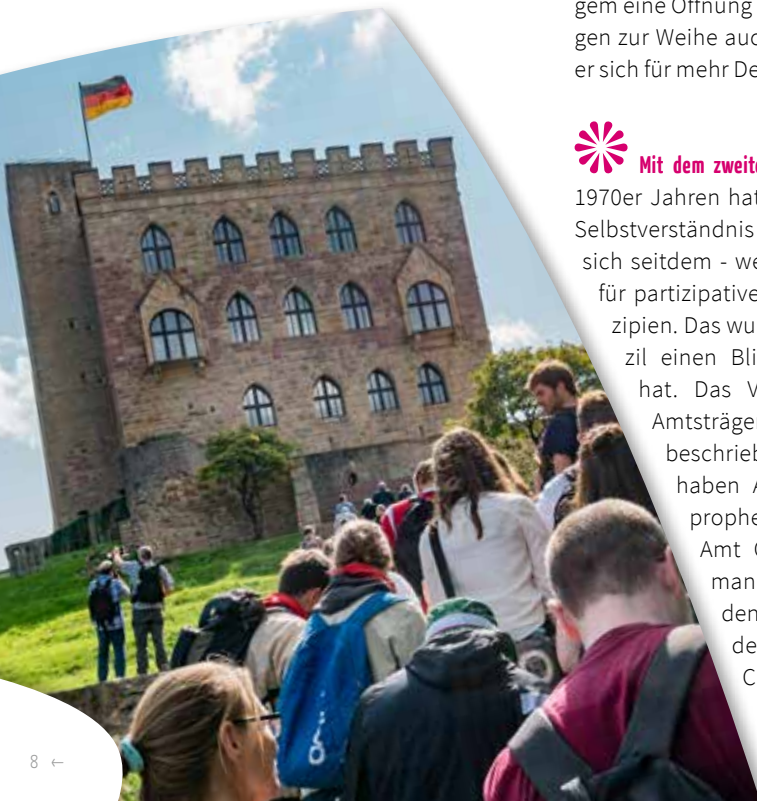 gem eine Öffnung
gen zur Weihe auc
er sich für mehr De
Mit dem zweite
1970er Jahren hat
Selbstverständnis
sich seitdem - we
für partizipative
zipien. Das wu
zil einen Bli
hat. Das V
Amtsträger
beschrieb
haben A
prophe
Amt C
man
den
de
C
8 ←